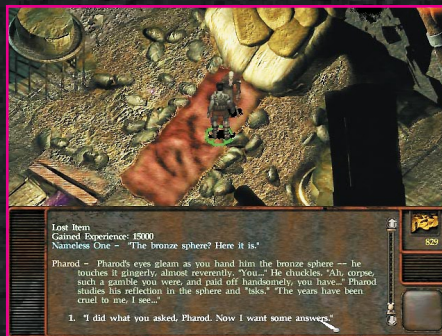 Lost Item
Gained Experience: 15000
Nameless One – "The bronze sphere? Here it is."
Pharod – Pharod's eyes gleam as you hand him the bronze sphere — he
touches it gingerly, almost reverently. "You..." He chuckles. "Ah, corpse,
such a gamble you were, and paid off handsomely, you have..." Pharod
studies his reflection in the sphere and "tsks." "The years have been
cruel to me, I see..."
1. "I did what you asked, Pharod. Now I want some answers."
829